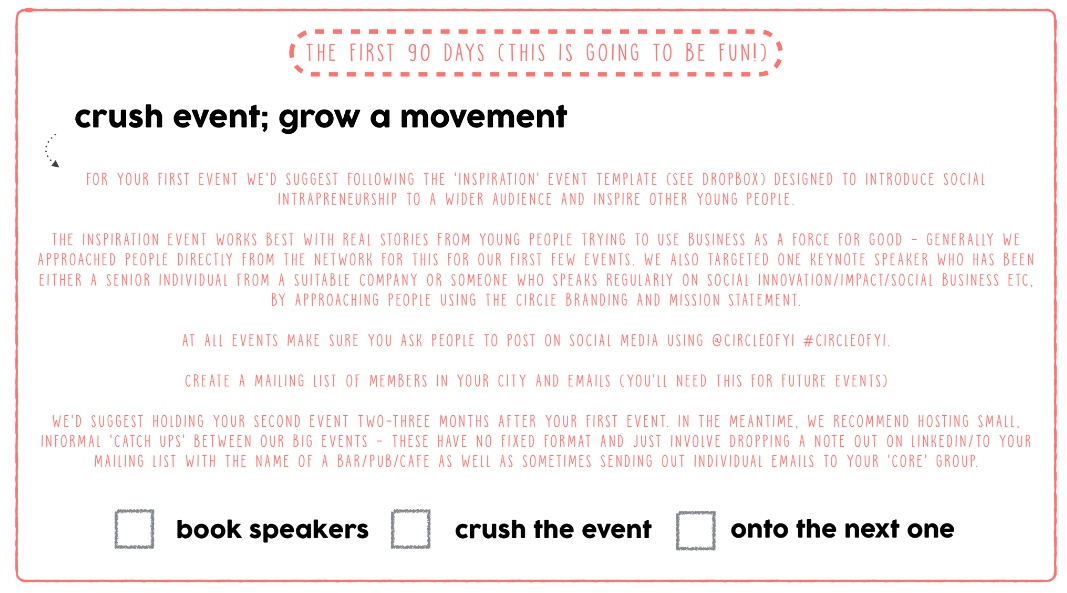 THE FIRST 90 DAYS (THIS IS GOING TO BE FUN!)
crush event; grow a movement
FOR YOUR FIRST EVENT WE'D SUGGEST FOLLOWING THE 'INSPIRATION' EVENT TEMPLATE (SEE DROPBOX) DESIGNED TO INTRODUCE SOCIAL
INTRAPRENEURSHIP TO A WIDER AUDIENCE AND INSPIRE OTHER YOUNG PEOPLE.
THE INSPIRATION EVENT WORKS BEST WITH REAL STORIES FROM YOUNG PEOPLE TRYING TO USE BUSINESS AS A FORCE FOR GOOD - GENERALLY WE
APPROACHED PEOPLE DIRECTLY FROM THE NETWORK FOR THIS FOR OUR FIRST FEW EVENTS. WE ALSO TARGETED ONE KEYNOTE SPEAKER WHO HAS BEEN
EITHER A SENIOR INDIVIDUAL FROM A SUITABLE COMPANY OR SOMEONE WHO SPEAKS REGULARLY ON SOCIAL INNOVATION/IMPACT/SOCIAL BUSINESS ETC,
BY APPROACHING PEOPLE USING THE CIRCLE BRANDING AND MISSION STATEMENT.
AT ALL EVENTS MAKE SURE YOU ASK PEOPLE TO POST ON SOCIAL MEDIA USING @CIRCLEOFYI #CIRCLEOFYI.
CREATE A MAILING LIST OF MEMBERS IN YOUR CITY AND EMAILS (YOU'LL NEED THIS FOR FUTURE EVENTS)
WE'D SUGGEST HOLDING YOUR SECOND EVENT TWO-THREE MONTHS AFTER YOUR FIRST EVENT. IN THE MEANTIME, WE RECOMMEND HOSTING SMALL,
INFORMAL 'CATCH UPS' BETWEEN OUR BIG EVENTS - THESE HAVE NO FIXED FORMAT AND JUST INVOLVE DROPPING A NOTE OUT ON LINKEDIN/TO YOUR
MAILING LIST WITH THE NAME OF A BAR/PUB/CAFE AS WELL AS SOMETIMES SENDING OUT INDIVIDUAL EMAILS TO YOUR 'CORE' GROUP.
book speakers crush the event onto the next one